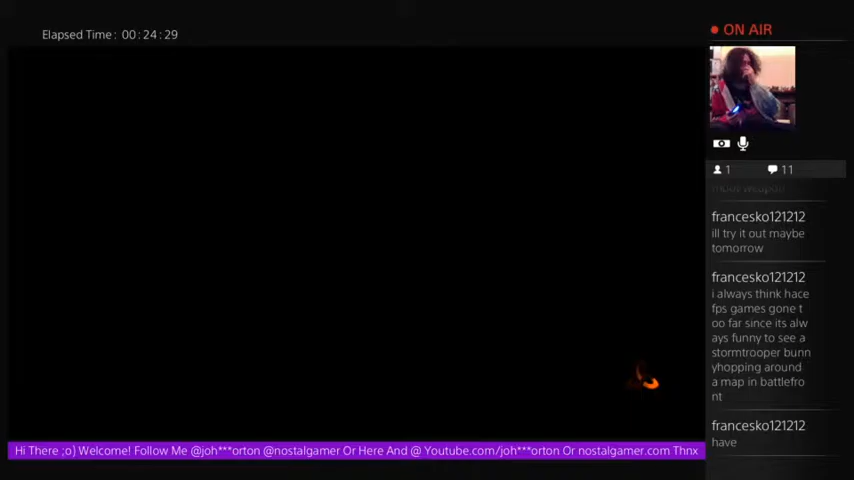 Elapsed Time: 00:24:29
ON AIR
1 11
francesko121212
ill try it out maybe
tomorrow
francesko121212
i always think hace
fps games gone t
oo far since its alw
ays funny to see a
stormtrooper bunn
yhopping around
a map in battlefro
nt
francesko121212
have
Hi There ;o) Welcome! Follow Me @joh***orton @nostalgamer Or Here And @ Youtube.com/joh***orton Or nostalgamer.com Thnx